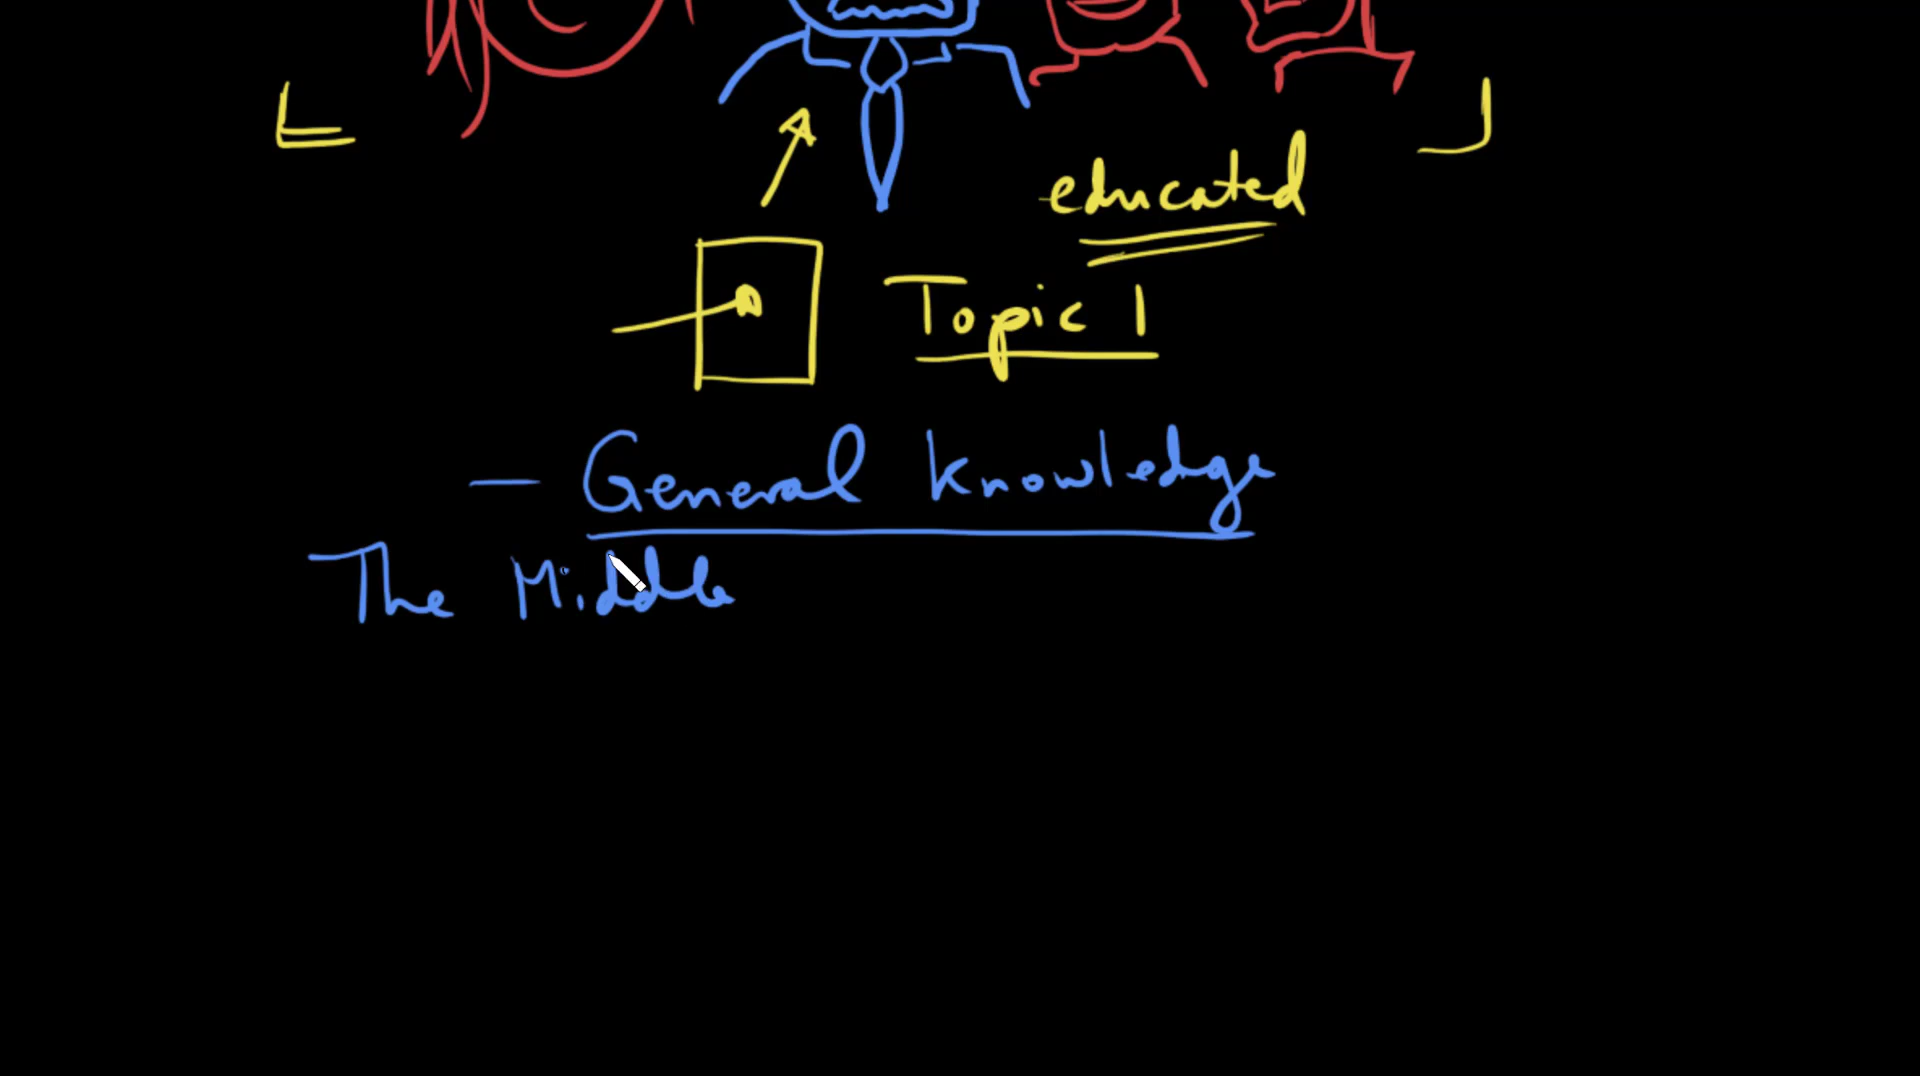 educated
Topic 1
— General Knowledge
The Middle